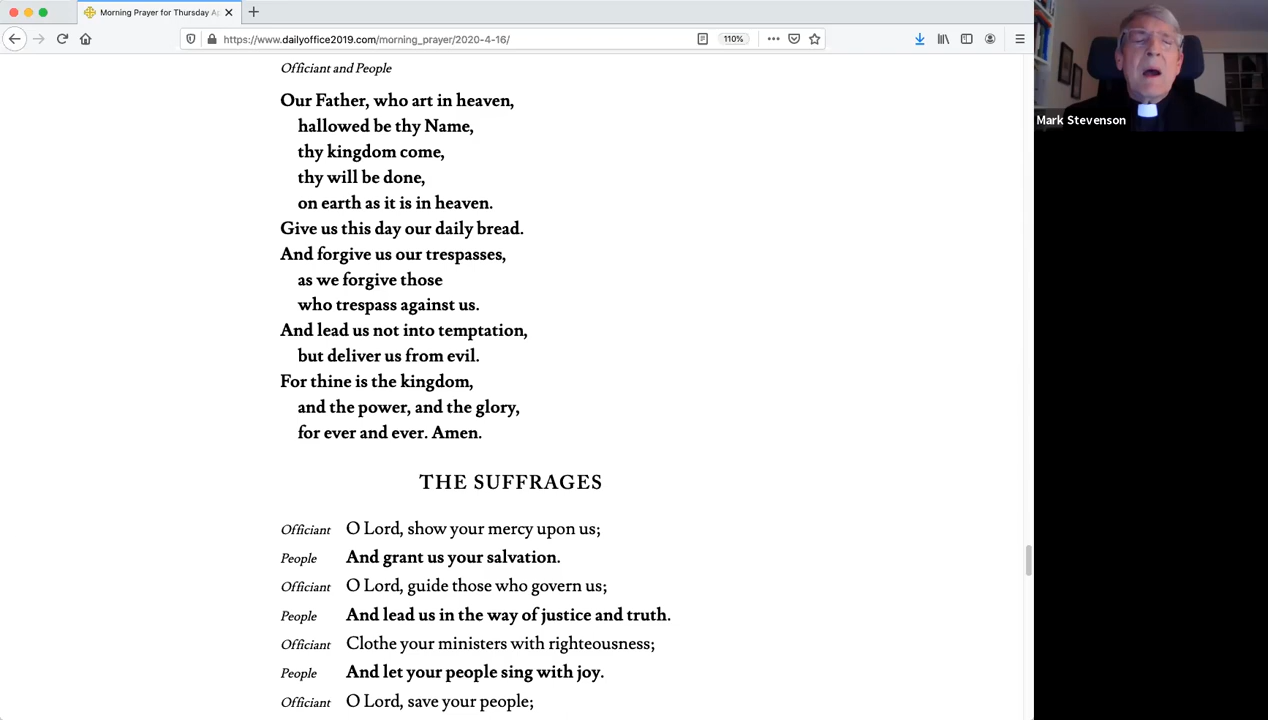 Morning Prayer for Thursday Ap
https://www.dailyoffice2019.com/morning_prayer/2020-4-16/
110%
Mark Stevenson
Officiant and People
Our Father, who art in heaven,
hallowed be thy Name,
thy kingdom come,
thy will be done,
on earth as it is in heaven.
Give us this day our daily bread.
And forgive us our trespasses,
as we forgive those
who trespass against us.
And lead us not into temptation,
but deliver us from evil.
For thine is the kingdom,
and the power, and the glory,
for ever and ever. Amen.
THE SUFFRAGES
Officiant O Lord, show your mercy upon us;
People And grant us your salvation.
Officiant O Lord, guide those who govern us;
People And lead us in the way of justice and truth.
Officiant Clothe your ministers with righteousness;
People And let your people sing with joy.
Officiant O Lord, save your people;